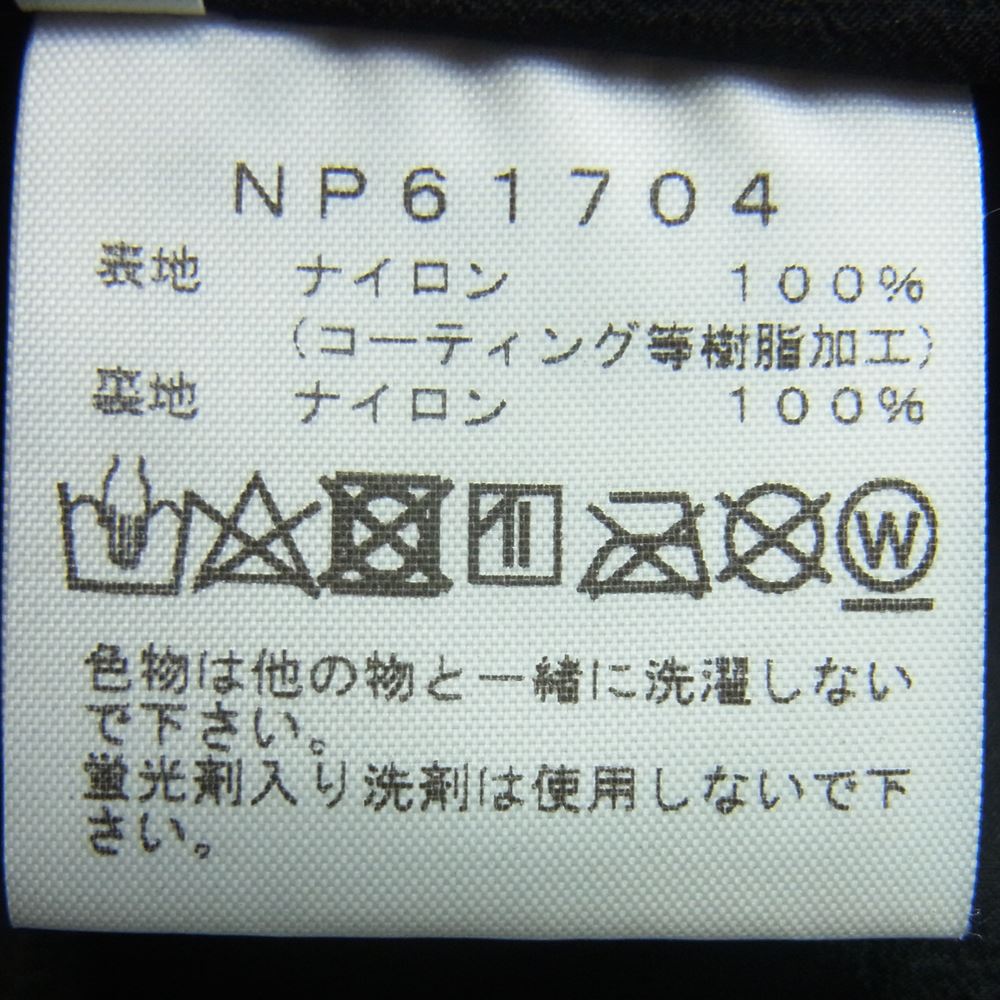 NP61704
表地 ナイロン 100%
(コーティング等樹脂加工)
裏地 ナイロン 100%
W
色物は他の物と一緒に洗濯しない
で下さい。
蛍光剤入り洗剤は使用しないで下
さい。